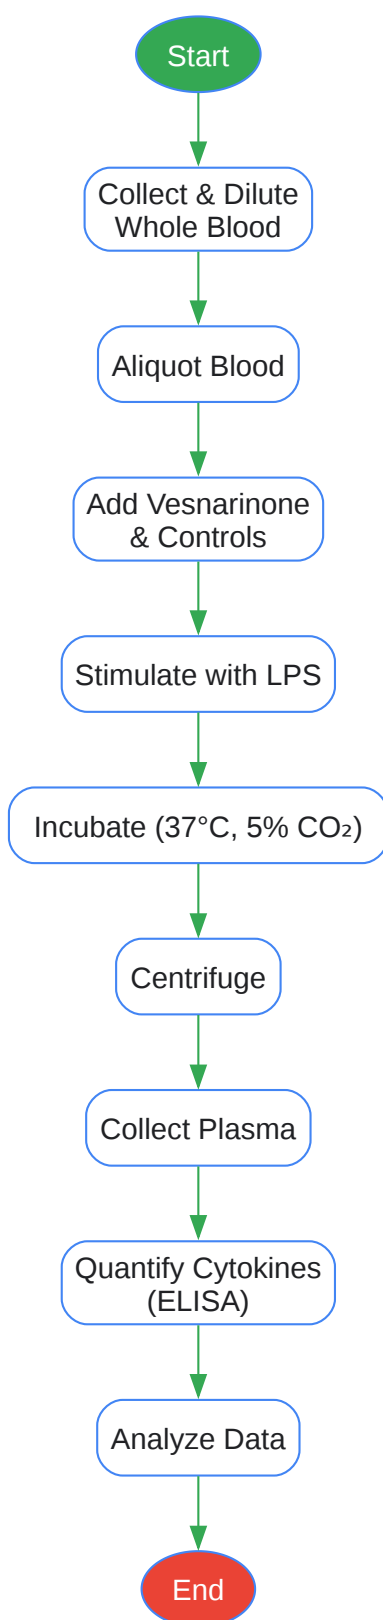 Start
Collect & Dilute
Whole Blood
Aliquot Blood
Add Vesnarinone
& Controls
Stimulate with LPS
Incubate (37°C, 5% CO₂)
Centrifuge
Collect Plasma
Quantify Cytokines
(ELISA)
Analyze Data
End